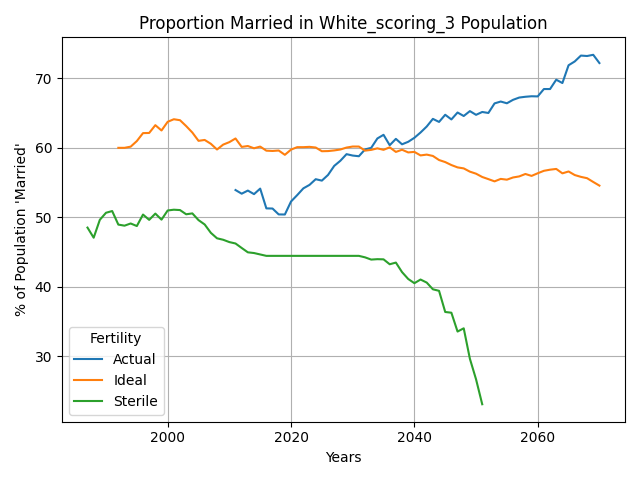 Proportion Married in White_scoring_3 Population
% of Population 'Married'
70
60
50
40
30
Fertility
Actual
Ideal
Sterile
2000
2020
2040
2060
Years